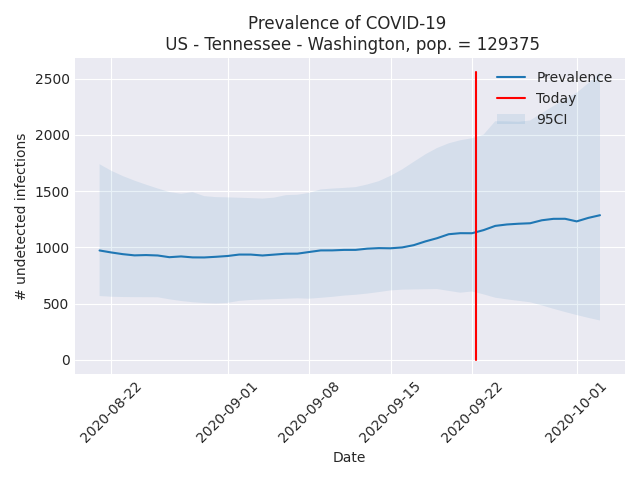 Prevalence of COVID-19
US - Tennessee - Washington, pop. = 129375
2500
2000
1500
1000
500
0
# undetected infections
Prevalence
Today
95CI
2020-08-22
2020-09-01
2020-09-08
2020-09-15
2020-09-22
2020-10-01
Date